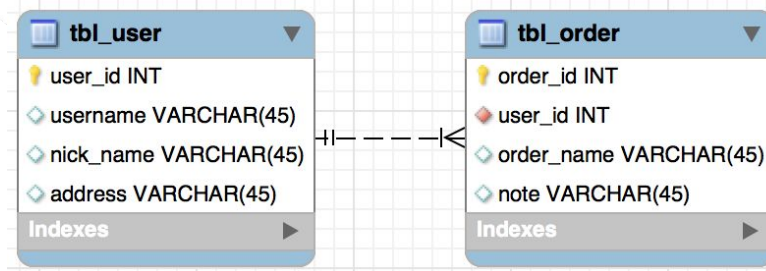 tbl_user
user_id INT
username VARCHAR(45)
nick_name VARCHAR(45)
address VARCHAR(45)
Indexes
tbl_order
order_id INT
user_id INT
order_name VARCHAR(45)
note VARCHAR(45)
Indexes